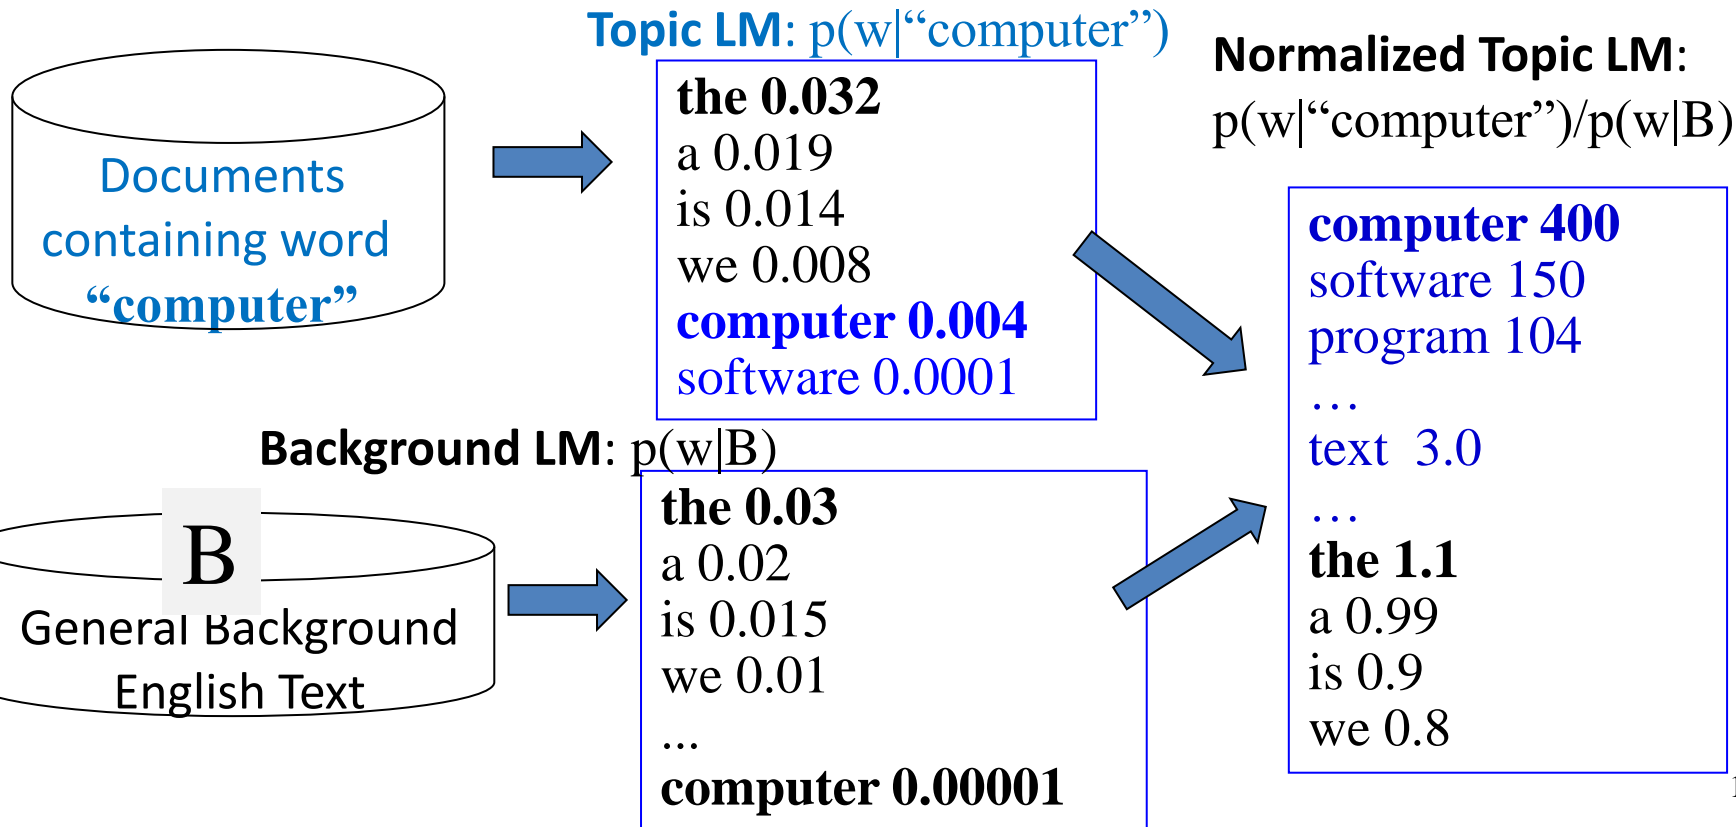 Topic LM: p(w|“computer”)
Documents
containing word
“computer”
the 0.032
a 0.019
is 0.014
we 0.008
computer 0.004
software 0.0001
Background LM: p(w|B)
B
General Background
English Text
the 0.03
a 0.02
is 0.015
we 0.01
...
computer 0.00001
Normalized Topic LM:
p(w|“computer”)/p(w|B)
computer 400
software 150
program 104
…
text 3.0
…
the 1.1
a 0.99
is 0.9
we 0.8